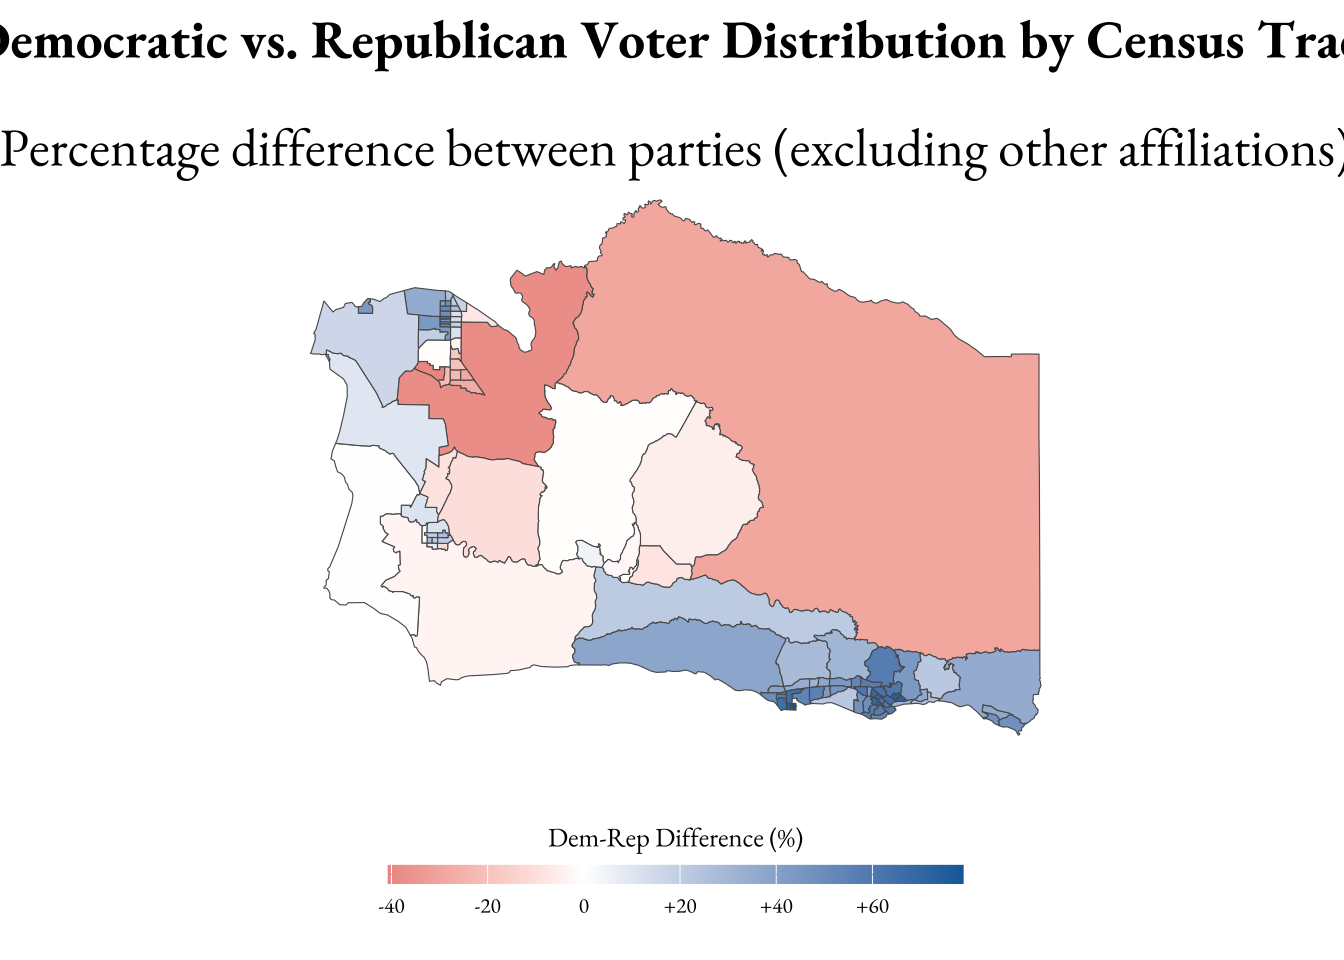 Democratic vs. Republican Voter Distribution by Census Trac
Percentage difference between parties (excluding other affiliations)
Dem-Rep Difference (%)
-40 -20 0 +20 +40 +60